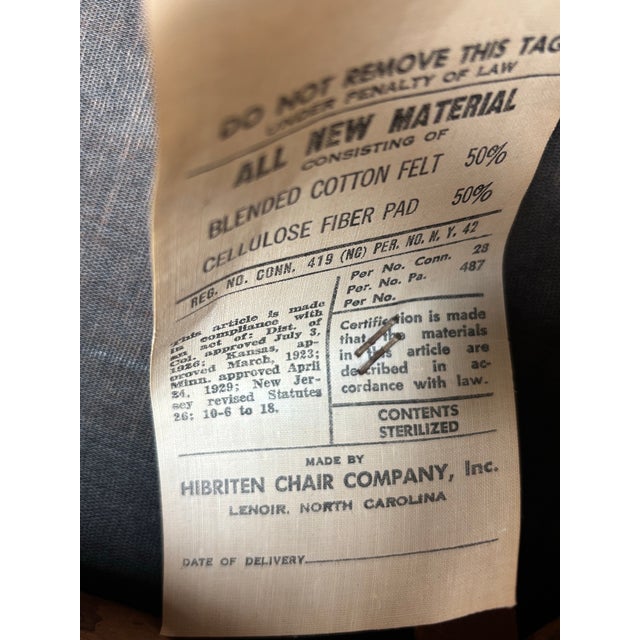 DO NOT REMOVE THIS TAG
UNDER PENALTY OF LAW
ALL NEW MATERIAL
CONSISTING OF
BLENDED COTTON FELT 50%
CELLULOSE FIBER PAD 50%
REG. NO. CONN. 419 (NC) PER. NO. N. Y. 42
This article is made
in compliance with
an act of: Dist. of
Col. approved July 3,
1926; Kansas, ap-
proved March, 1923;
Minn. approved April
24, 1929; New Jer-
sey revised Statutes
26; 10-6 to 18.
Per No. Conn. 28
Per. No. Pa. 487
Per No.
Certification is made
that the materials
in this article are
described in ac-
cordance with law.
CONTENTS
STERILIZED
MADE BY
HIBRITEN CHAIR COMPANY, Inc.
LENOIR, NORTH CAROLINA
DATE OF DELIVERY